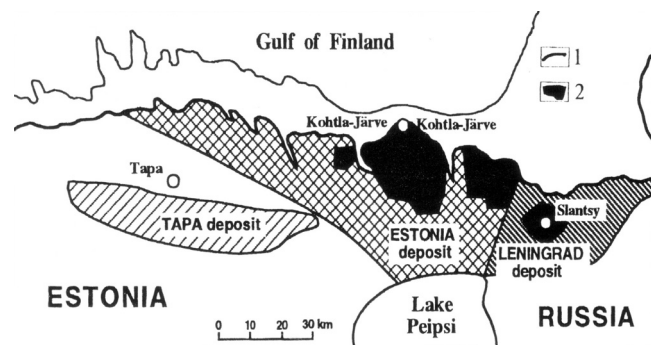 Gulf of Finland
1
2
Kohtla-Järve
Kohtla-Järve
Tapa
TAPA deposit
ESTONIA
deposit
Slantsy
LENINGRAD
deposit
ESTONIA
RUSSIA
Lake
Peipsi
0 10 20 30 km